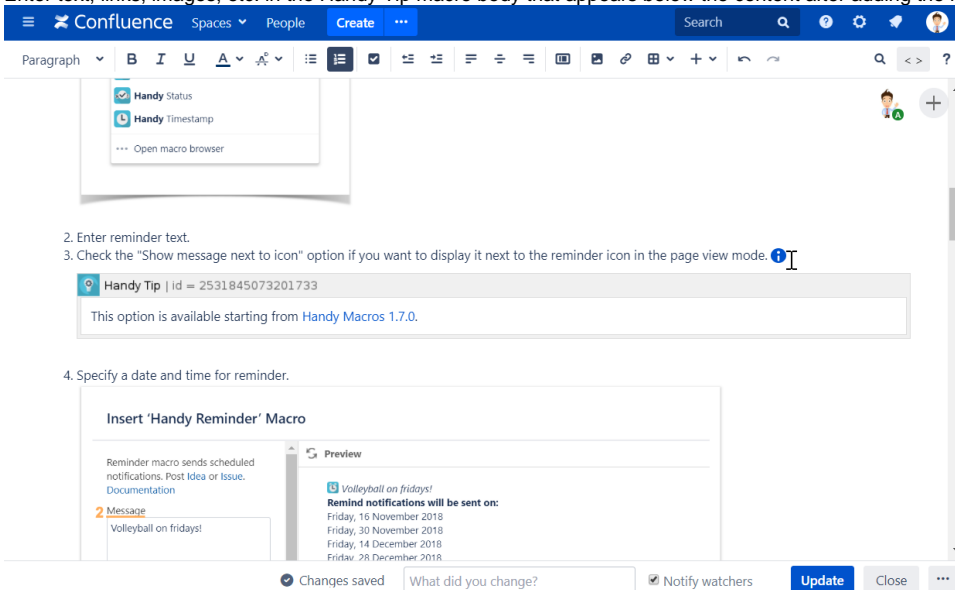 Confluence Spaces People Create ••• Search
Paragraph B I U A ?
Handy Status
Handy Timestamp
••• Open macro browser
A
2. Enter reminder text.
3. Check the "Show message next to icon" option if you want to display it next to the reminder icon in the page view mode.
Handy Tip | id = 2531845073201733
This option is available starting from Handy Macros 1.7.0.
4. Specify a date and time for reminder.
Insert 'Handy Reminder' Macro
Reminder macro sends scheduled
notifications. Post Idea or Issue.
Documentation
2 Message
Volleyball on fridays!
Preview
Volleyball on fridays!
Remind notifications will be sent on:
Friday, 16 November 2018
Friday, 30 November 2018
Friday, 14 December 2018
Friday, 28 December 2018
Changes saved What did you change? Notify watchers Update Close •••